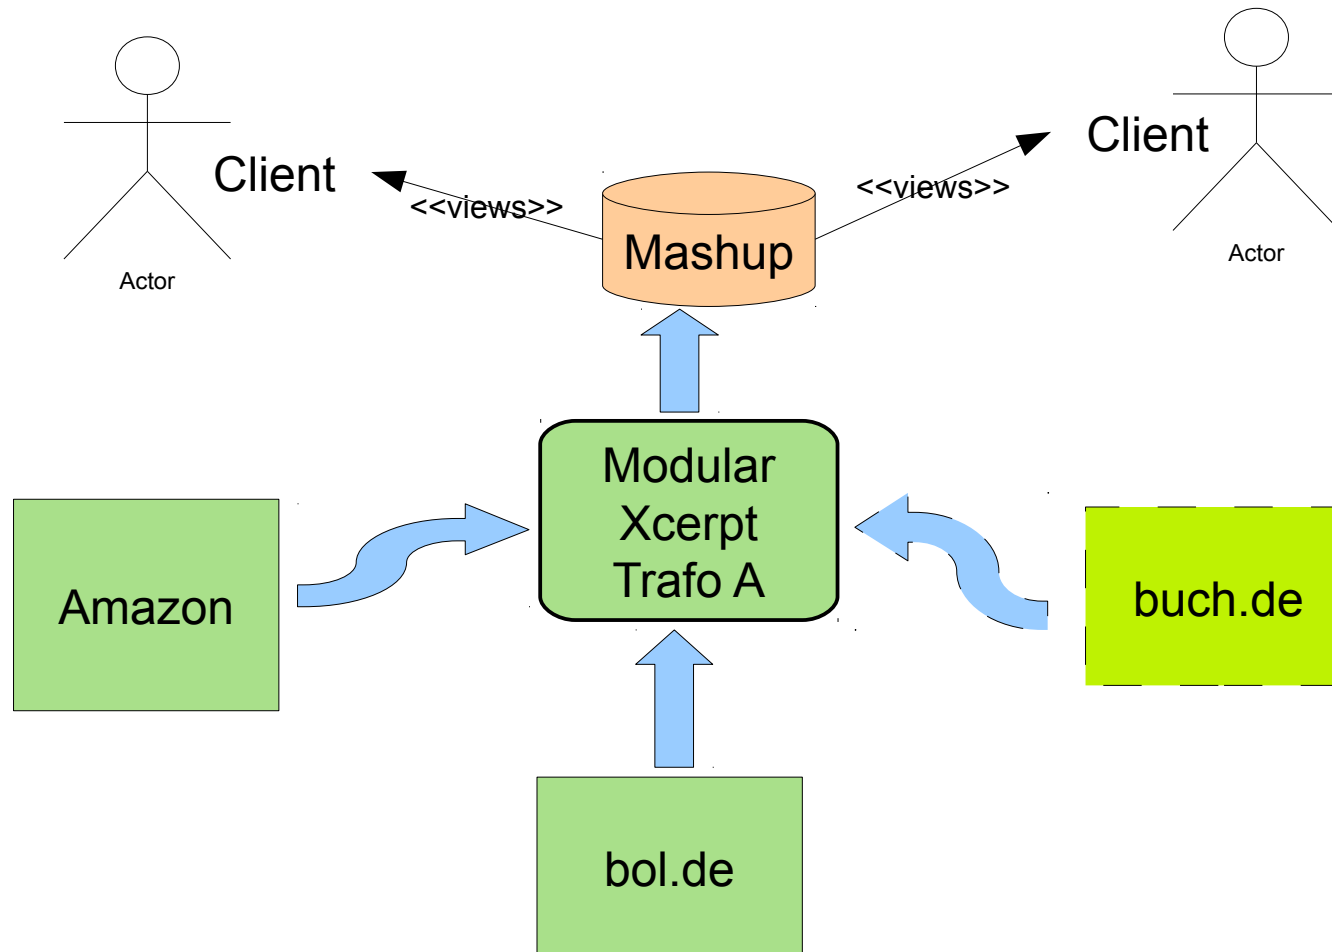 Client
Client
<<views>>
<<views>>
Mashup
Actor
Actor
Modular
Xcerpt
Trafo A
Amazon
buch.de
bol.de